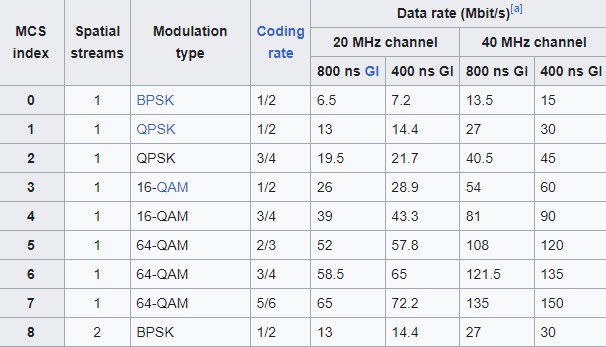 MCS index Spatial streams Modulation type Coding rate Data rate (Mbit/s)[a]
20 MHz channel 40 MHz channel
800 ns GI 400 ns GI 800 ns GI 400 ns GI
0 1 BPSK 1/2 6.5 7.2 13.5 15
1 1 QPSK 1/2 13 14.4 27 30
2 1 QPSK 3/4 19.5 21.7 40.5 45
3 1 16-QAM 1/2 26 28.9 54 60
4 1 16-QAM 3/4 39 43.3 81 90
5 1 64-QAM 2/3 52 57.8 108 120
6 1 64-QAM 3/4 58.5 65 121.5 135
7 1 64-QAM 5/6 65 72.2 135 150
8 2 BPSK 1/2 13 14.4 27 30